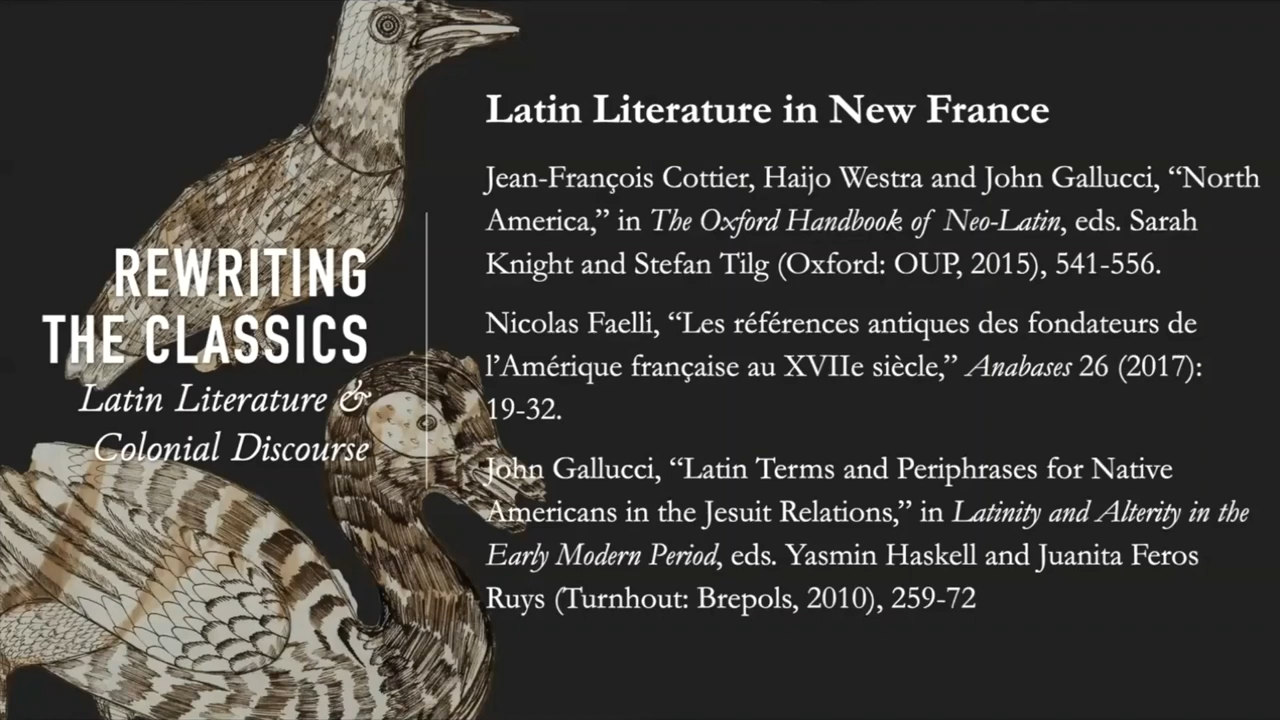 REWRITING
THE CLASSICS
Latin Literature &
Colonial Discourse
Latin Literature in New France
Jean-François Cottier, Haijo Westra and John Gallucci, “North
America,” in The Oxford Handbook of Neo-Latin, eds. Sarah
Knight and Stefan Tilg (Oxford: OUP, 2015), 541-556.
Nicolas Faelli, “Les références antiques des fondateurs de
l’Amérique française au XVIIe siècle,” Anabases 26 (2017):
19-32.
John Gallucci, “Latin Terms and Periphrases for Native
Americans in the Jesuit Relations,” in Latinity and Alterity in the
Early Modern Period, eds. Yasmin Haskell and Juanita Feros
Ruys (Turnhout: Brepols, 2010), 259-72